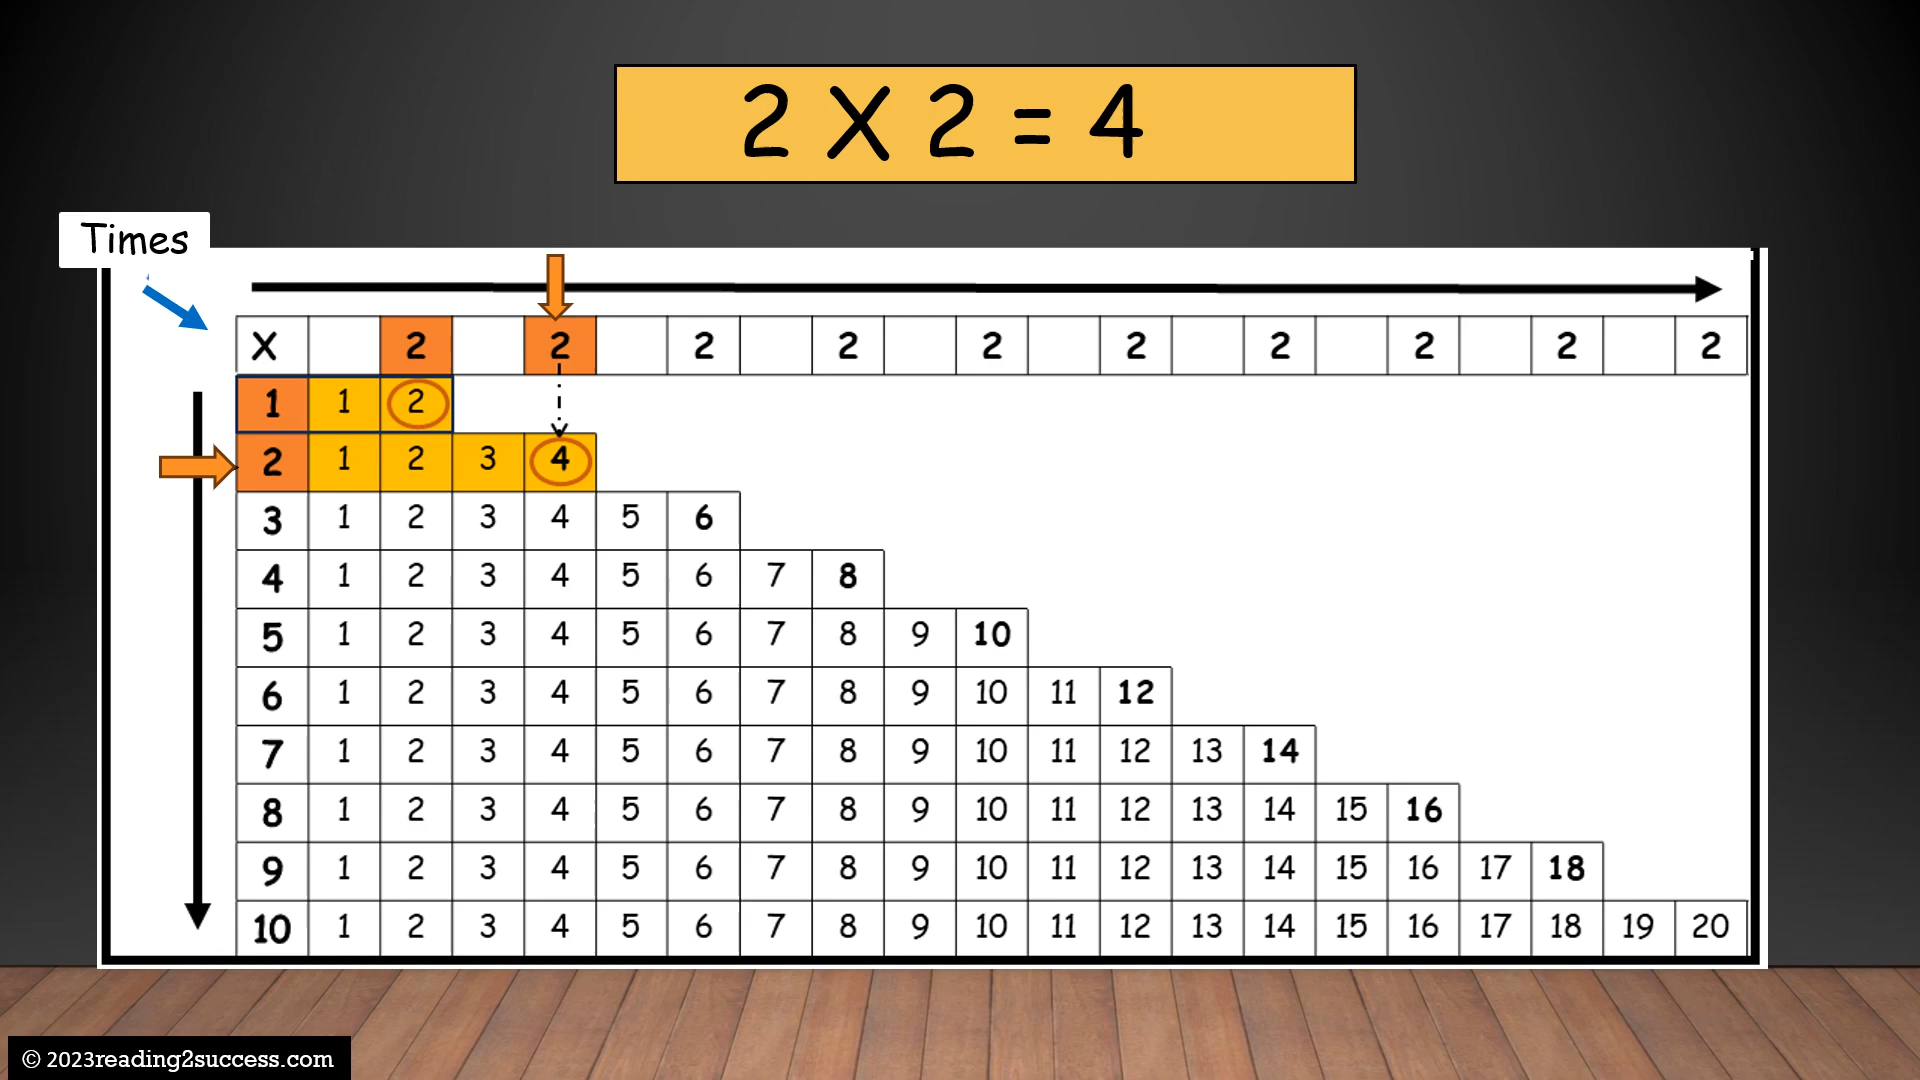 2 X 2 = 4
Times
X 2 2 2 2 2 2 2 2 2 2
1 1 2
2 1 2 3 4
3 1 2 3 4 5 6
4 1 2 3 4 5 6 7 8
5 1 2 3 4 5 6 7 8 9 10
6 1 2 3 4 5 6 7 8 9 10 11 12
7 1 2 3 4 5 6 7 8 9 10 11 12 13 14
8 1 2 3 4 5 6 7 8 9 10 11 12 13 14 15 16
9 1 2 3 4 5 6 7 8 9 10 11 12 13 14 15 16 17 18
10 1 2 3 4 5 6 7 8 9 10 11 12 13 14 15 16 17 18 19 20
© 2023reading2success.com